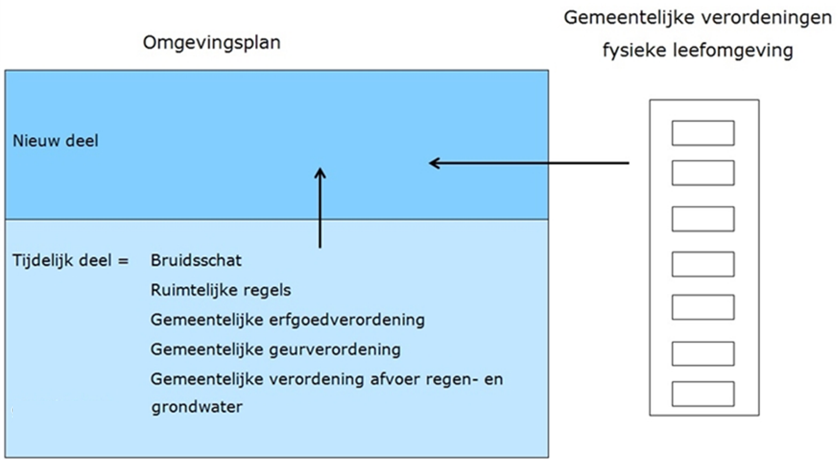 Omgevingsplan
Gemeentelijke verordeningen
fysieke leefomgeving
Nieuw deel
Tijdelijk deel = Bruidsschat
Ruimtelijke regels
Gemeentelijke erfgoedverordening
Gemeentelijke geurverordening
Gemeentelijke verordening afvoer regen- en
grondwater